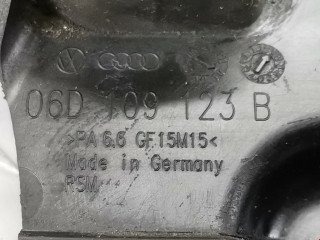 06D 109 123 B
>PA 6.6 GF15M15<
Made in Germany
RSM